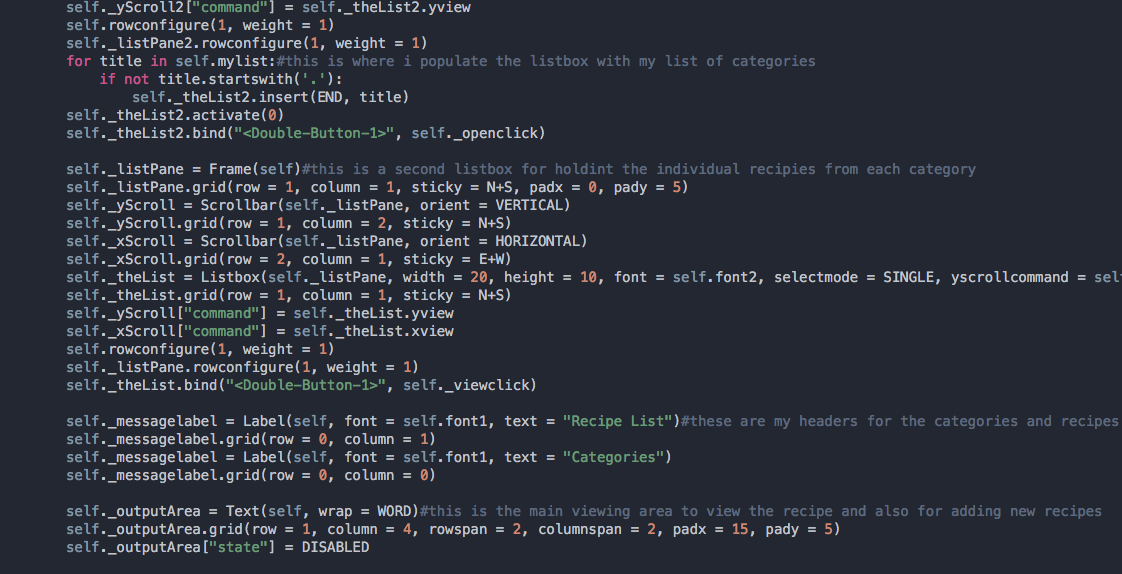 self._yScroll2["command"] = self._theList2.yview
self.rowconfigure(1, weight = 1)
self._listPane2.rowconfigure(1, weight = 1)
for title in self.mylist:#this is where i populate the listbox with my list of categories
    if not title.startswith('.'):
        self._theList2.insert(END, title)
self._theList2.activate(0)
self._theList2.bind("<Double-Button-1>", self._openclick)

self._listPane = Frame(self)#this is a second listbox for holdint the individual recipies from each category
self._listPane.grid(row = 1, column = 1, sticky = N+S, padx = 0, pady = 5)
self._yScroll = Scrollbar(self._listPane, orient = VERTICAL)
self._yScroll.grid(row = 1, column = 2, sticky = N+S)
self._xScroll = Scrollbar(self._listPane, orient = HORIZONTAL)
self._xScroll.grid(row = 2, column = 1, sticky = E+W)
self._theList = Listbox(self._listPane, width = 20, height = 10, font = self.font2, selectmode = SINGLE, yscrollcommand = sel
self._theList.grid(row = 1, column = 1, sticky = N+S)
self._yScroll["command"] = self._theList.yview
self._xScroll["command"] = self._theList.xview
self.rowconfigure(1, weight = 1)
self._listPane.rowconfigure(1, weight = 1)
self._theList.bind("<Double-Button-1>", self._viewclick)

self._messagelabel = Label(self, font = self.font1, text = "Recipe List")#these are my headers for the categories and recipes
self._messagelabel.grid(row = 0, column = 1)
self._messagelabel = Label(self, font = self.font1, text = "Categories")
self._messagelabel.grid(row = 0, column = 0)

self._outputArea = Text(self, wrap = WORD)#this is the main viewing area to view the recipe and also for adding new recipes
self._outputArea.grid(row = 1, column = 4, rowspan = 2, columnspan = 2, padx = 15, pady = 5)
self._outputArea["state"] = DISABLED